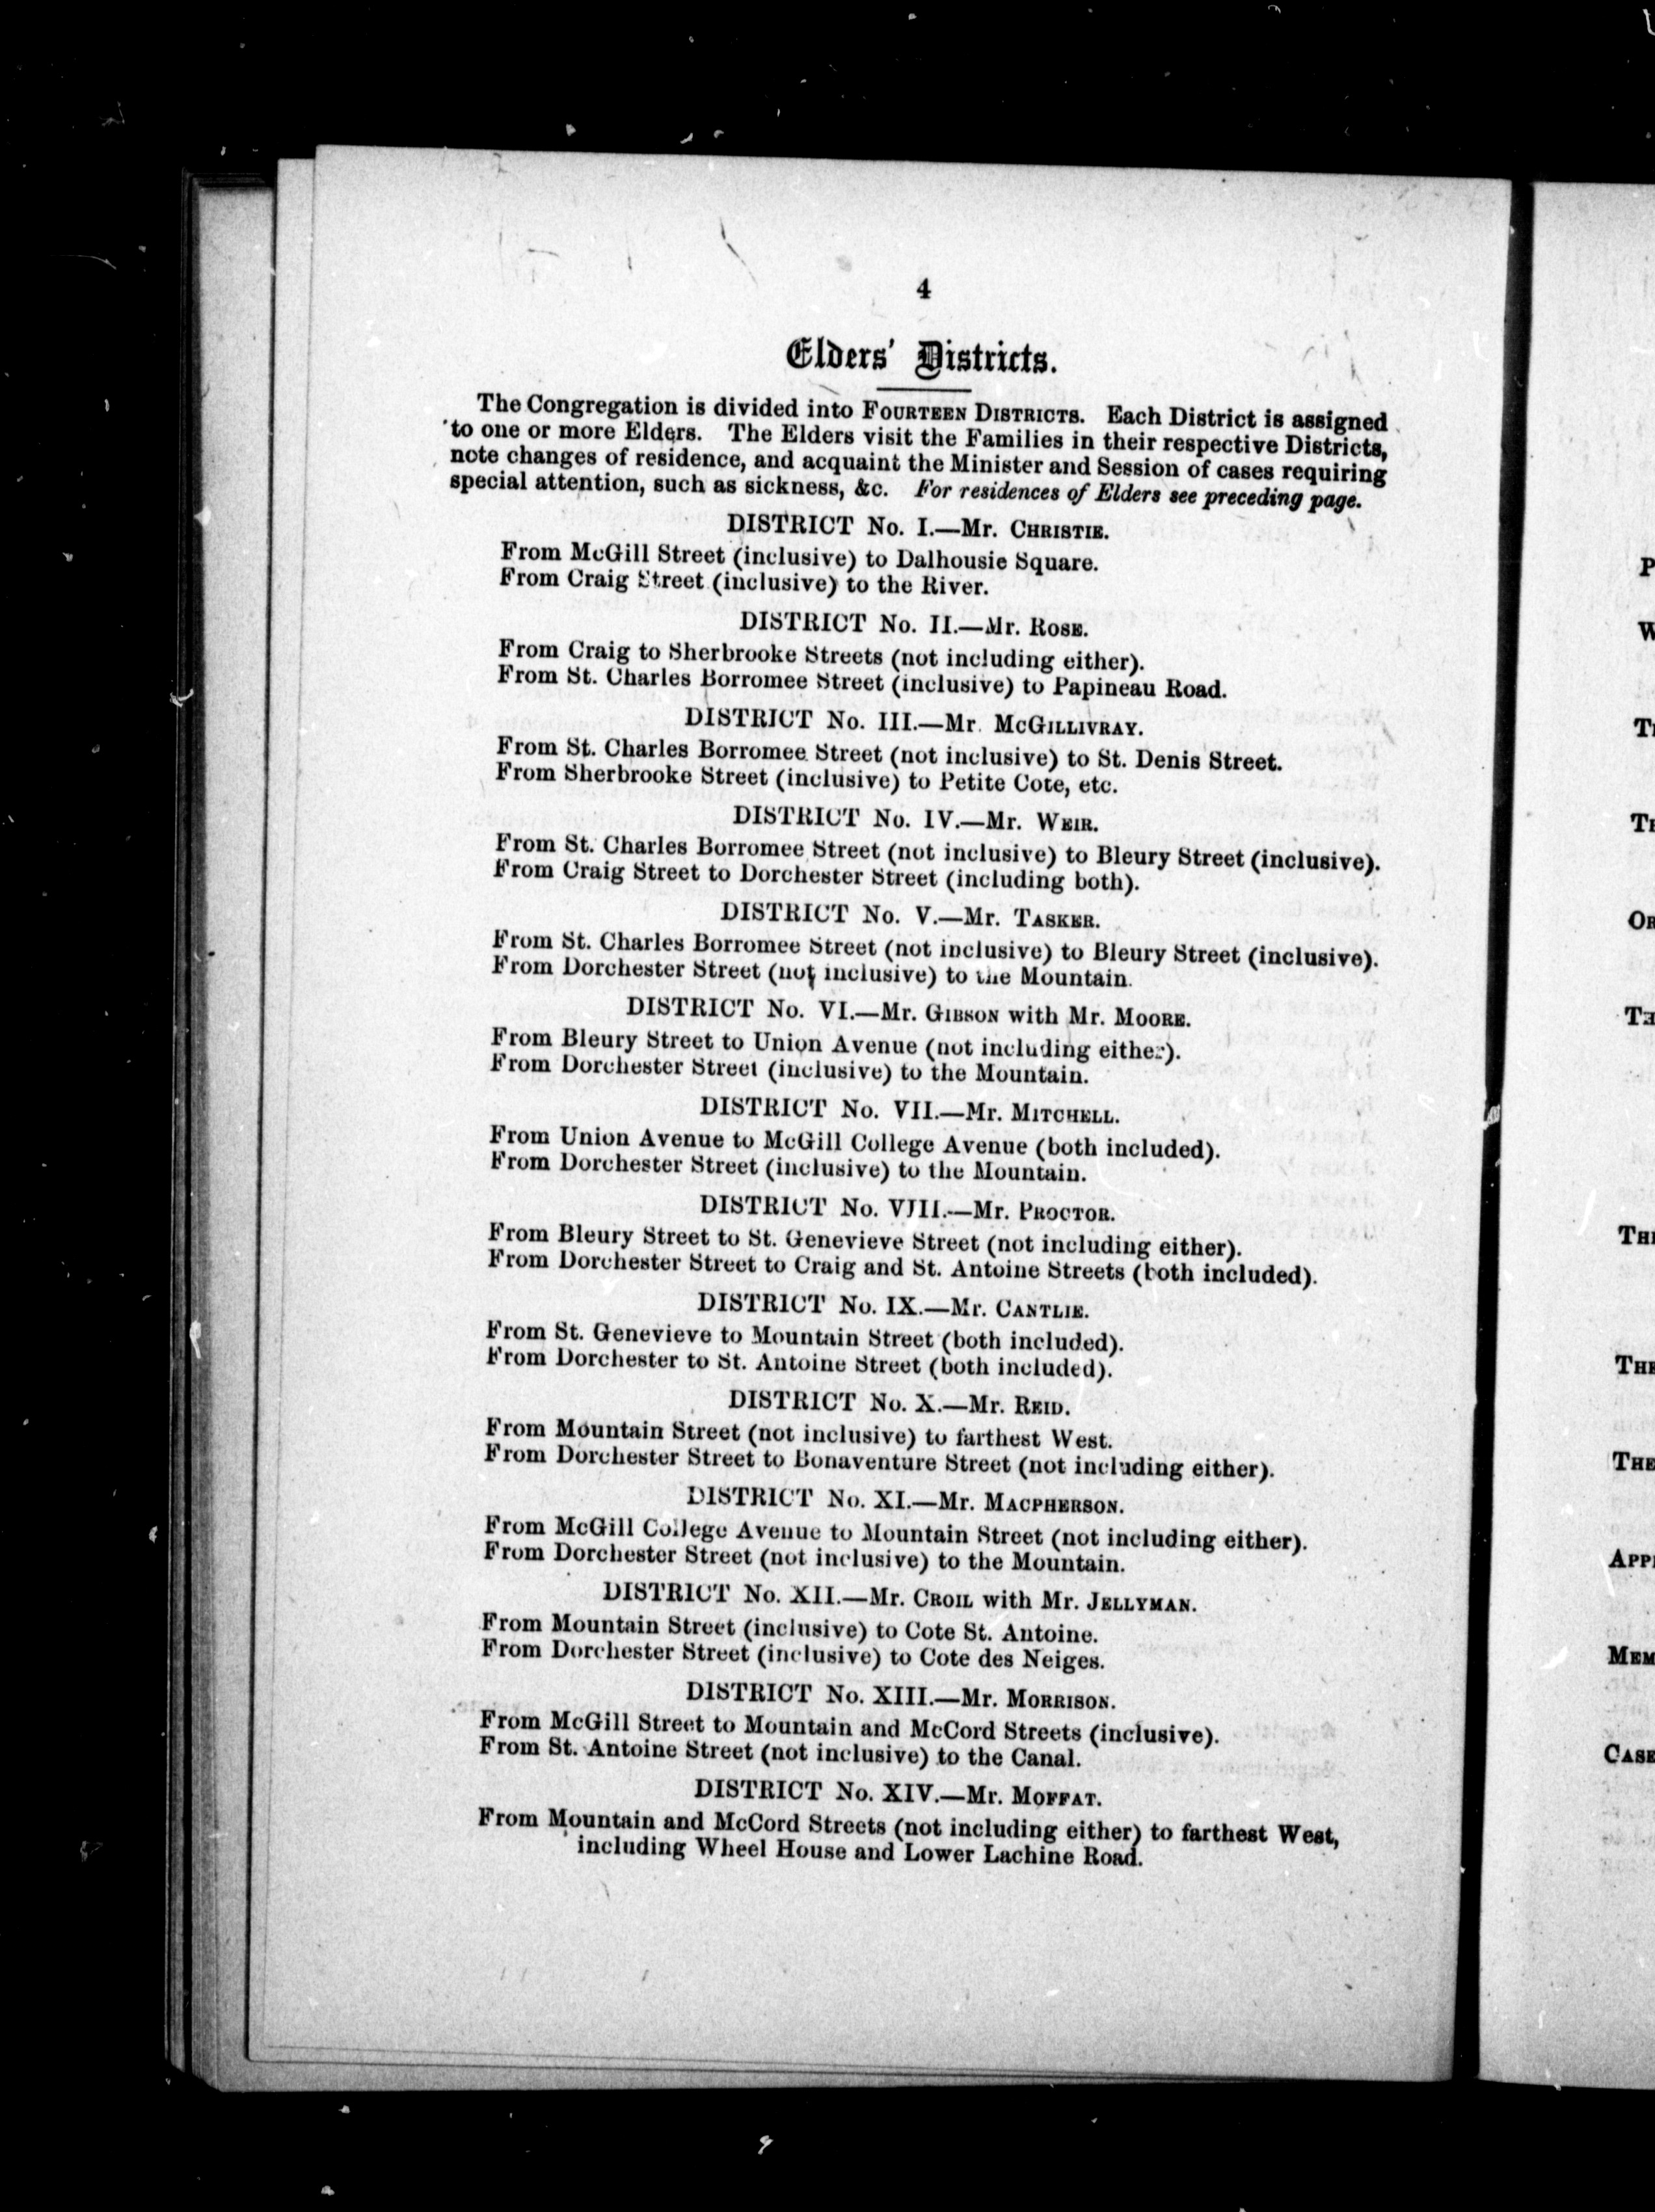 4
Elders' Districts.
The Congregation is divided into FOURTEEN DISTRICTS. Each District is assigned
to one or more Elders. The Elders visit the Families in their respective Districts,
note changes of residence, and acquaint the Minister and Session of cases requiring
special attention, such as sickness, &c. For residences of Elders see preceding page.
DISTRICT No. I.—Mr. CHRISTIE.
From McGill Street (inclusive) to Dalhousie Square.
From Craig Street (inclusive) to the River.
DISTRICT No. II.—Mr. ROSE.
From Craig to Sherbrooke Streets (not including either).
From St. Charles Borromee Street (inclusive) to Papineau Road.
DISTRICT No. III.—Mr. MCGILLIVRAY.
From St. Charles Borromee Street (not inclusive) to St. Denis Street.
From Sherbrooke Street (inclusive) to Petite Cote, etc.
DISTRICT No. IV.—Mr. WEIR.
From St. Charles Borromee Street (not inclusive) to Bleury Street (inclusive).
From Craig Street to Dorchester Street (including both).
DISTRICT No. V.—Mr. TASKER.
From St. Charles Borromee Street (not inclusive) to Bleury Street (inclusive).
From Dorchester Street (not inclusive) to the Mountain.
DISTRICT No. VI.—Mr. GIBSON with Mr. MOORE.
From Bleury Street to Union Avenue (not including either).
From Dorchester Street (inclusive) to the Mountain.
DISTRICT No. VII.—Mr. MITCHELL.
From Union Avenue to McGill College Avenue (both included).
From Dorchester Street (inclusive) to the Mountain.
DISTRICT No. VIII.—Mr. PROCTOR.
From Bleury Street to St. Genevieve Street (not including either).
From Dorchester Street to Craig and St. Antoine Streets (both included).
DISTRICT No. IX.—Mr. CANTLIE.
From St. Genevieve to Mountain Street (both included).
From Dorchester to St. Antoine Street (both included).
DISTRICT No. X.—Mr. REID.
From Mountain Street (not inclusive) to farthest West.
From Dorchester Street to Bonaventure Street (not including either).
DISTRICT No. XI.—Mr. MACPHERSON.
From McGill College Avenue to Mountain Street (not including either).
From Dorchester Street (not inclusive) to the Mountain.
DISTRICT No. XII.—Mr. CROIL with Mr. JELLYMAN.
From Mountain Street (inclusive) to Cote St. Antoine.
From Dorchester Street (inclusive) to Cote des Neiges.
DISTRICT No. XIII.—Mr. MORRISON.
From McGill Street to Mountain and McCord Streets (inclusive).
From St. Antoine Street (not inclusive) to the Canal.
DISTRICT No. XIV.—Mr. MOFFAT.
From Mountain and McCord Streets (not including either) to farthest West,
including Wheel House and Lower Lachine Road.